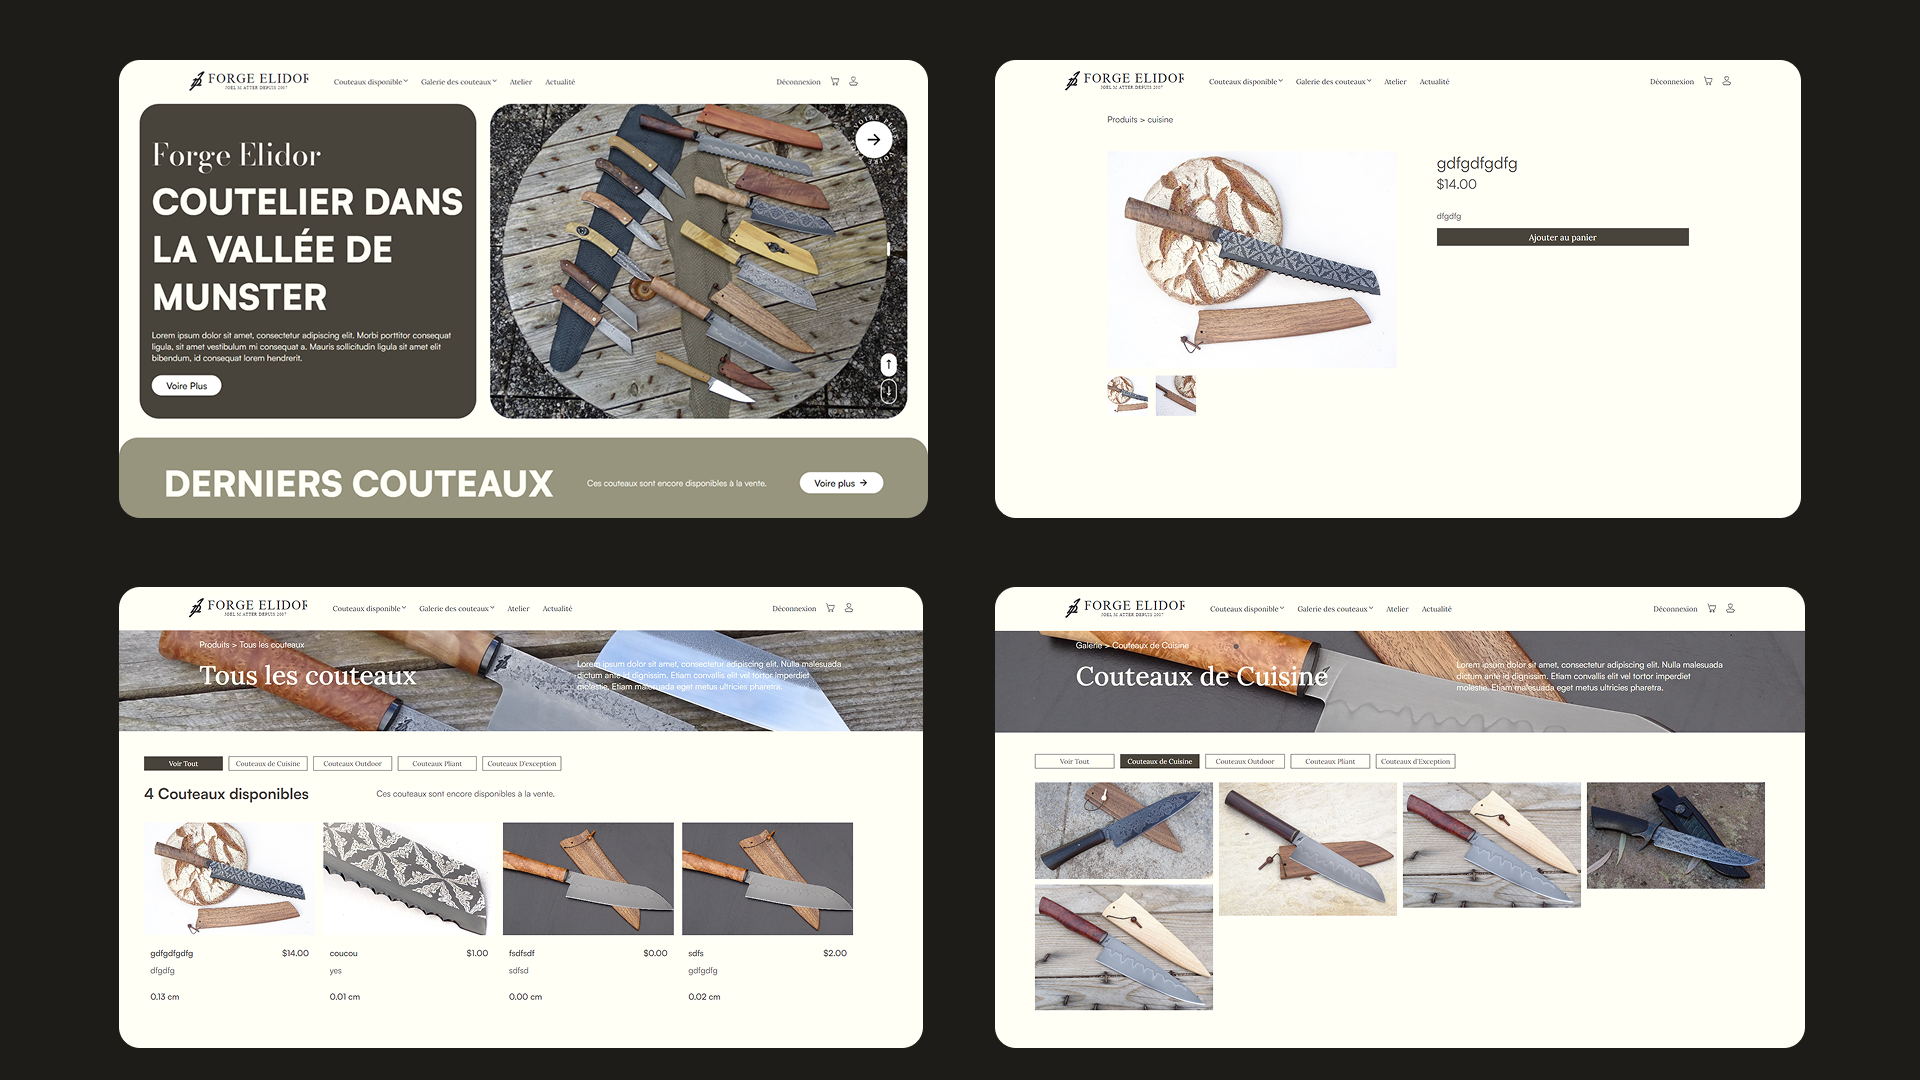 FORGE ELIDOR
JOEL M ATTER DEPUIS 2007
Couteaux disponible
Galerie des couteaux
Atelier
Actualité
Déconnexion
Forge Elidor
COUTELIER DANS
LA VALLÉE DE
MUNSTER
Lorem ipsum dolor sit amet, consectetur adipiscing elit. Morbi porttitor consequat
ligula, sit amet vestibulum mi consequat a. Mauris sollicitudin ligula sit amet elit
bibendum, id consequat lorem hendrerit.
Voire Plus
DERNIERS COUTEAUX
Ces couteaux sont encore disponibles à la vente.
Voire plus →
FORGE ELIDOR
JOEL M ATTER DEPUIS 2007
Couteaux disponible
Galerie des couteaux
Atelier
Actualité
Déconnexion
Produits > cuisine
gdfgdfgdfg
$14.00
dfgdfg
Ajouter au panier
FORGE ELIDOR
JOEL M ATTER DEPUIS 2007
Couteaux disponible
Galerie des couteaux
Atelier
Actualité
Déconnexion
Produits > Tous les couteaux
Tous les couteaux
Lorem ipsum dolor sit amet, consectetur adipiscing elit. Nulla malesuada
dictum ante id dignissim. Etiam convallis elit vel tortor imperdiet
molestie. Etiam malesuada eget metus ultricies pharetra.
Voir Tout
Couteaux de Cuisine
Couteaux Outdoor
Couteaux Pliant
Couteaux D'exception
4 Couteaux disponibles
Ces couteaux sont encore disponibles à la vente.
gdfgdfgdfg $14.00
dfgdfg
0.13 cm
coucou $1.00
yes
0.01 cm
fsdfsdf $0.00
sdfsd
0.00 cm
sdfs $2.00
gdfgdfg
0.02 cm
FORGE ELIDOR
JOEL M ATTER DEPUIS 2007
Couteaux disponible
Galerie des couteaux
Atelier
Actualité
Déconnexion
Galerie > Couteaux de Cuisine
Couteaux de Cuisine
Lorem ipsum dolor sit amet, consectetur adipiscing elit. Nulla malesuada
dictum ante id dignissim. Etiam convallis elit vel tortor imperdiet
molestie. Etiam malesuada eget metus ultricies pharetra.
Voir Tout
Couteaux de Cuisine
Couteaux Outdoor
Couteaux Pliant
Couteaux d'Exception